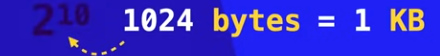 2¹⁰ 1024 bytes = 1 KB